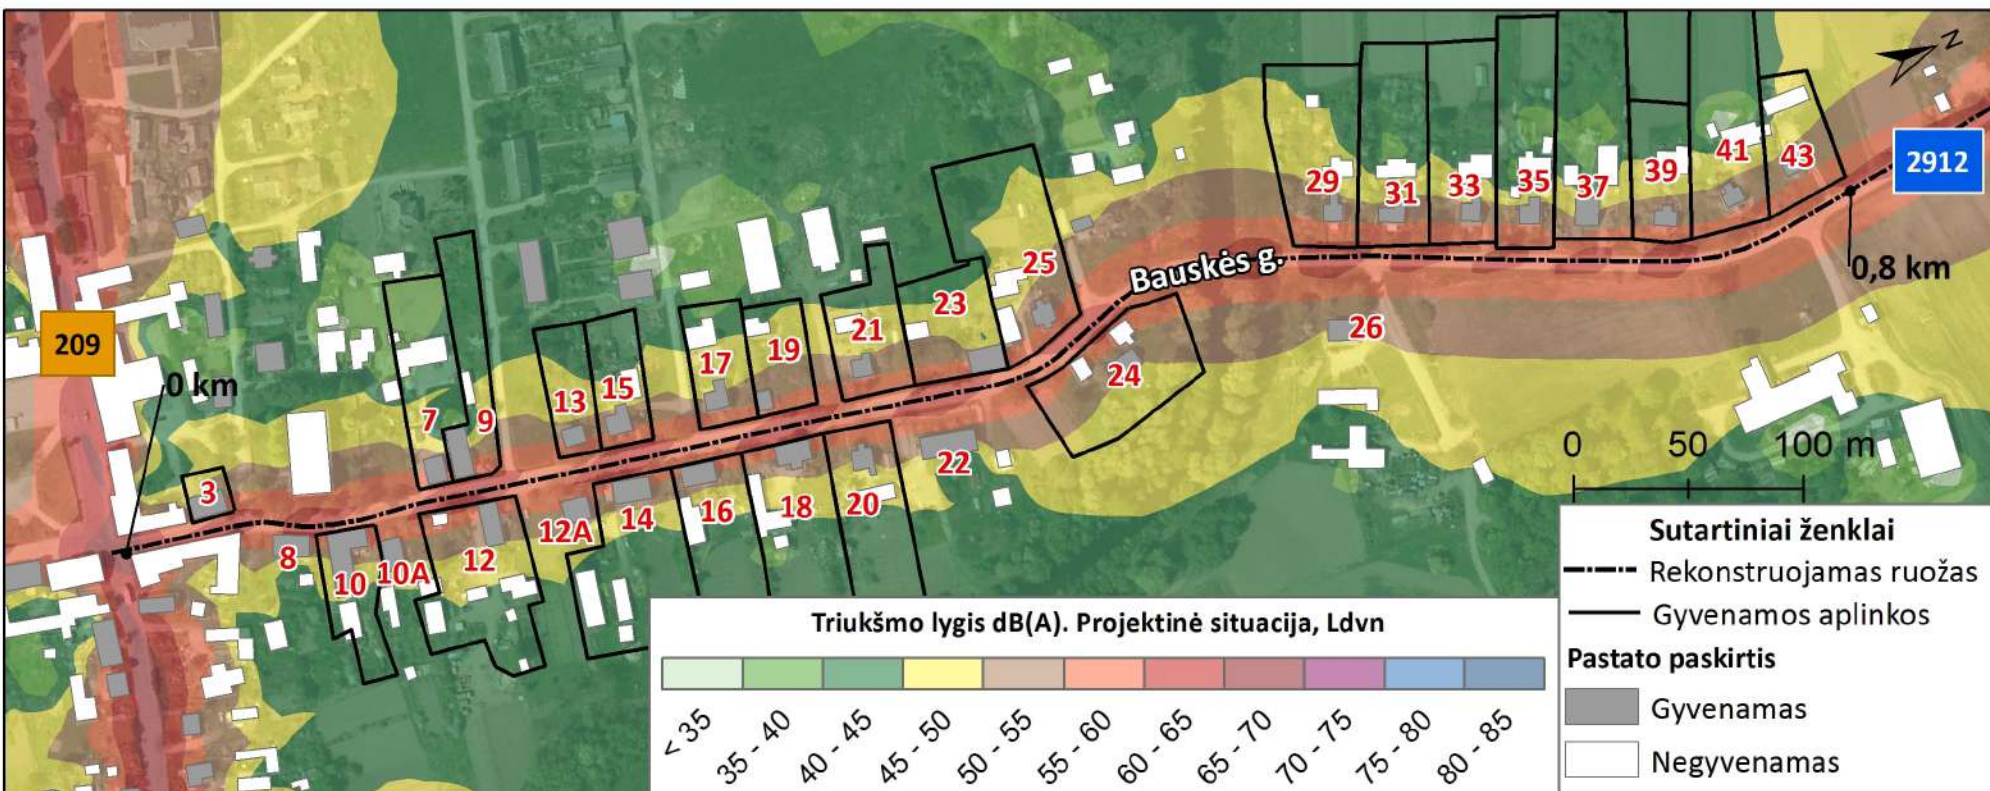 N
29
31
33
35
37
39
41
43
2912
25
Bauskės g.
0,8 km
23
21
19
17
15
13
9
7
26
24
209
0 km
3
22
20
18
16
14
12A
12
10A
10
8
0 50 100 m
Sutartiniai ženklai
Rekonstruojamas ruožas
Gyvenamos aplinkos
Pastato paskirtis
Gyvenamas
Negyvenamas
Triukšmo lygis dB(A). Projektinė situacija, Ldvn
< 35
35 - 40
40 - 45
45 - 50
50 - 55
55 - 60
60 - 65
65 - 70
70 - 75
75 - 80
80 - 85